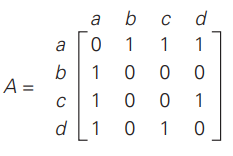 a b c d
a 0 1 1 1
b 1 0 0 0
A = 
c 1 0 0 1
d 1 0 1 0